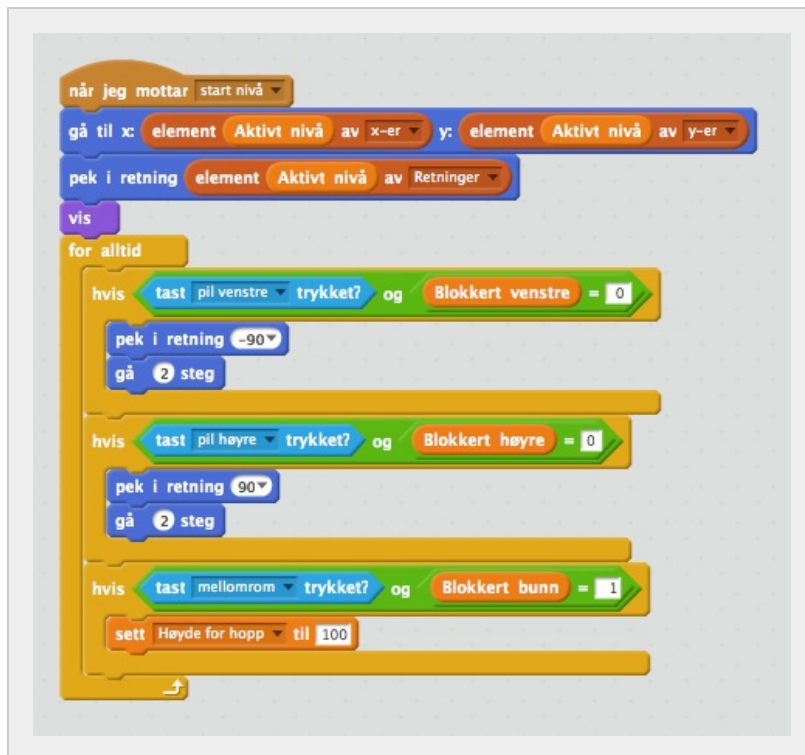 når jeg mottar start nivå
gå til x: element Aktivt nivå av x-er y: element Aktivt nivå av y-er
pek i retning element Aktivt nivå av Retninger
vis
for alltid
hvis tast pil venstre trykket? og Blokkert venstre = 0
pek i retning -90
gå 2 steg
hvis tast pil høyre trykket? og Blokkert høyre = 0
pek i retning 90
gå 2 steg
hvis tast mellomrom trykket? og Blokkert bunn = 1
sett Høyde for hopp til 100